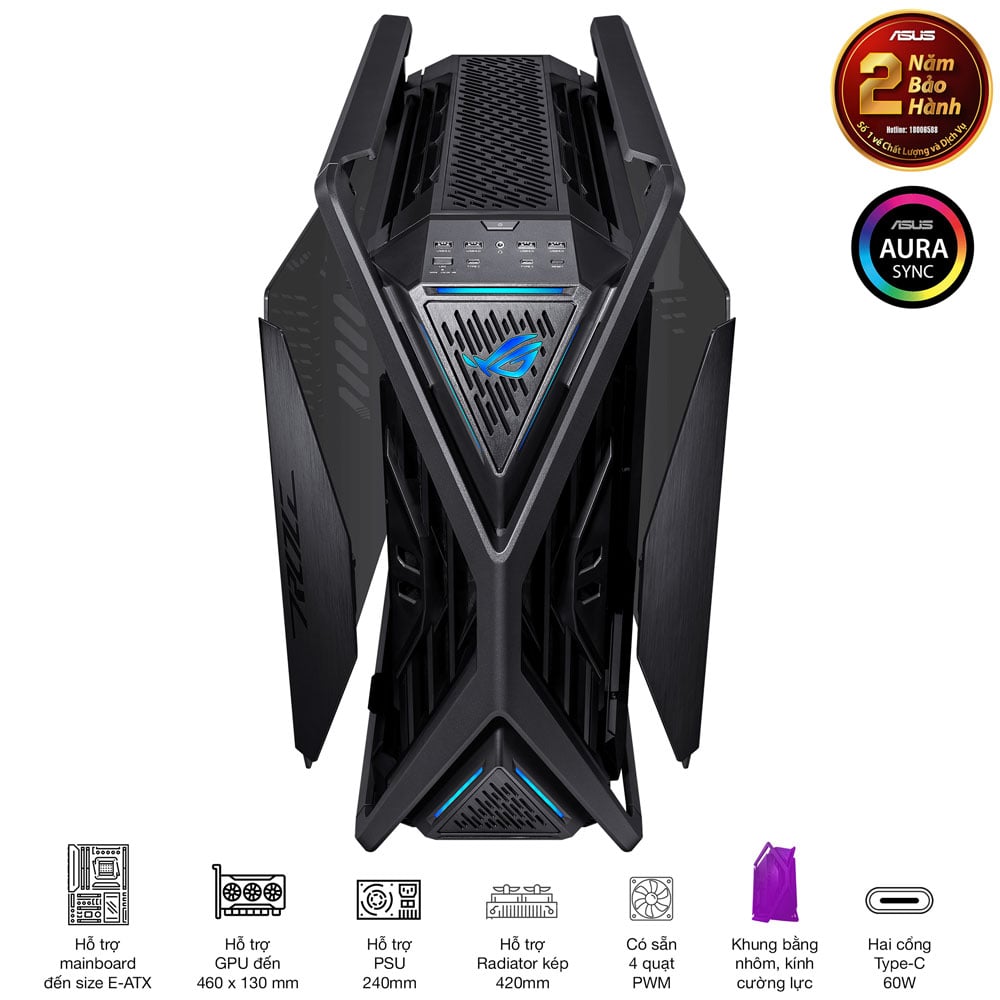 ASUS
2 Năm
Bảo
Hành
Hotline: 18006588
Số 1 về Chất Lượng và Dịch Vụ
ASUS
AURA
SYNC
Hỗ trợ
mainboard
đến size E-ATX
Hỗ trợ
GPU đến
460 x 130 mm
Hỗ trợ
PSU
240mm
Hỗ trợ
Radiator kép
420mm
Có sẵn
4 quạt
PWM
Khung bằng
nhôm, kính
cường lực
Hai cổng
Type-C
60W